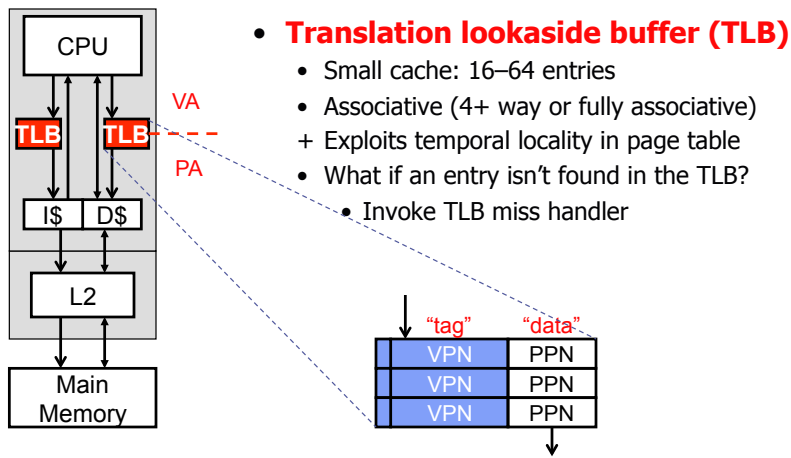 CPU
VA
TLB
TLB
PA
I$
D$
L2
Main
Memory
• Translation lookaside buffer (TLB)
• Small cache: 16–64 entries
• Associative (4+ way or fully associative)
+ Exploits temporal locality in page table
• What if an entry isn’t found in the TLB?
• Invoke TLB miss handler
“tag” “data”
VPN PPN
VPN PPN
VPN PPN